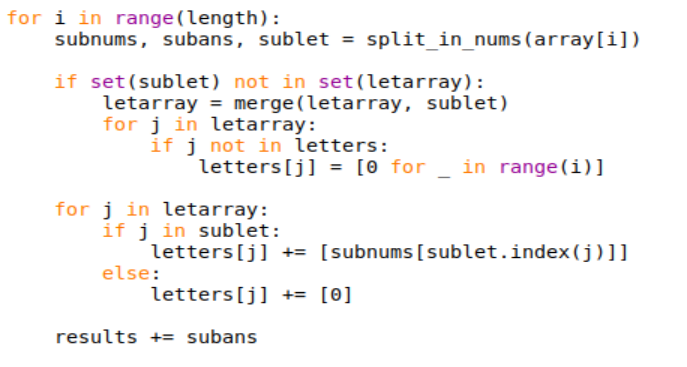 for i in range(length):
    subnums, subans, sublet = split_in_nums(array[i])

    if set(sublet) not in set(letarray):
        letarray = merge(letarray, sublet)
        for j in letarray:
            if j not in letters:
                letters[j] = [0 for _ in range(i)]

    for j in letarray:
        if j in sublet:
            letters[j] += [subnums[sublet.index(j)]]
        else:
            letters[j] += [0]

    results += subans